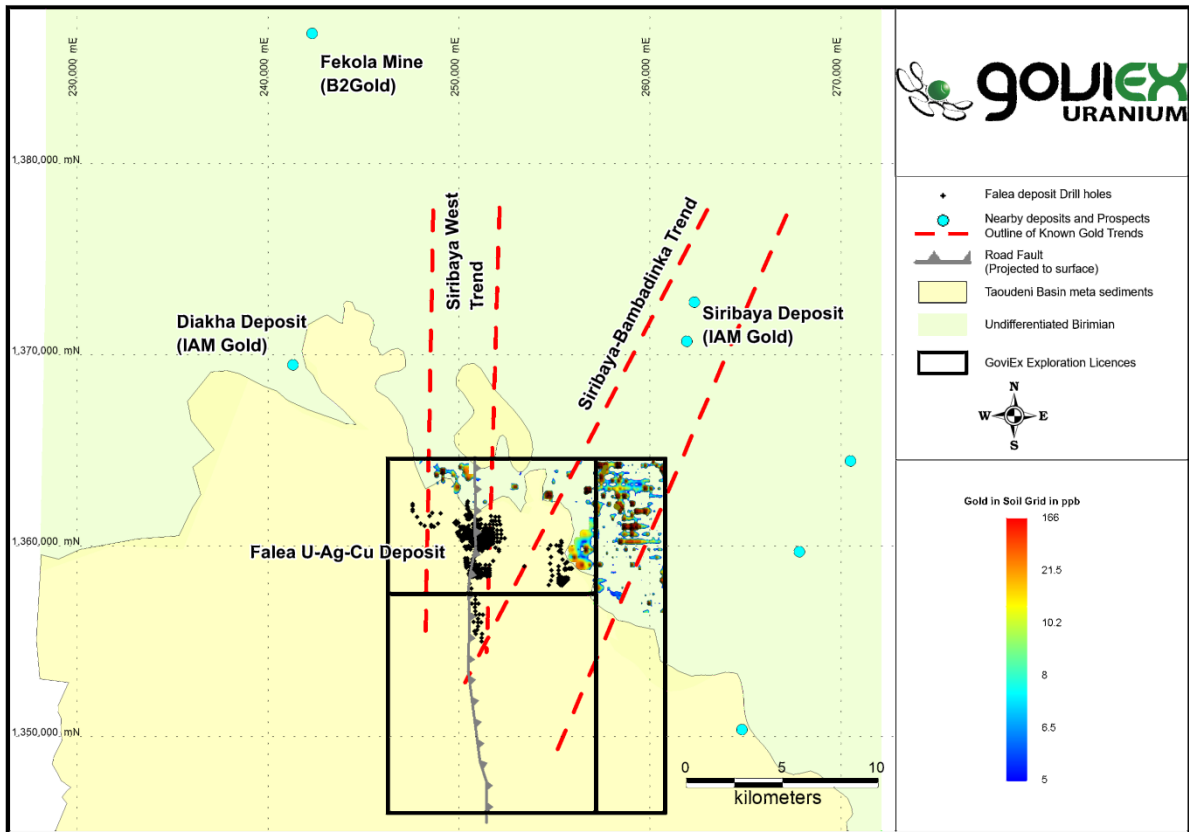 230,000 mE
240,000 mE
250,000 mE
260,000 mE
270,000 mE
Fekola Mine
(B2Gold)
1,380,000 mN
Siribaya West
Trend
Siribaya-Bambadinka Trend
Diakha Deposit
(IAM Gold)
Siribaya Deposit
(IAM Gold)
1,370,000 mN
1,360,000 mN
Falea U-Ag-Cu Deposit
1,350,000 mN
0 5 10
kilometers
goviex
URANIUM
Falea deposit Drill holes
Nearby deposits and Prospects
Outline of Known Gold Trends
Road Fault
(Projected to surface)
Taoudeni Basin meta sediments
Undifferentiated Birimian
GoviEx Exploration Licences
N
W E
S
Gold in Soil Grid in ppb
166
21.5
10.2
8
6.5
5